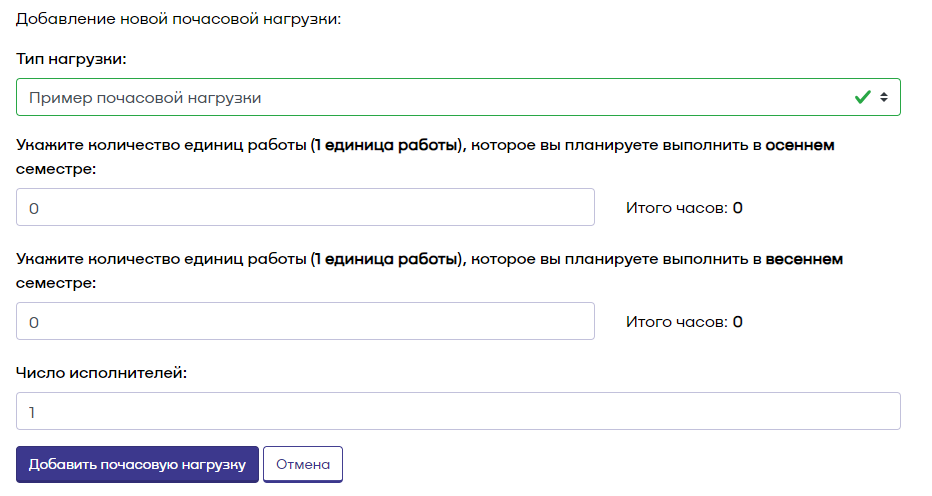 Добавление новой почасовой нагрузки:
Тип нагрузки:
Пример почасовой нагрузки
Укажите количество единиц работы (1 единица работы), которое вы планируете выполнить в осеннем
семестре:
0
Итого часов: 0
Укажите количество единиц работы (1 единица работы), которое вы планируете выполнить в весеннем
семестре:
0
Итого часов: 0
Число исполнителей:
1
Добавить почасовую нагрузку
Отмена